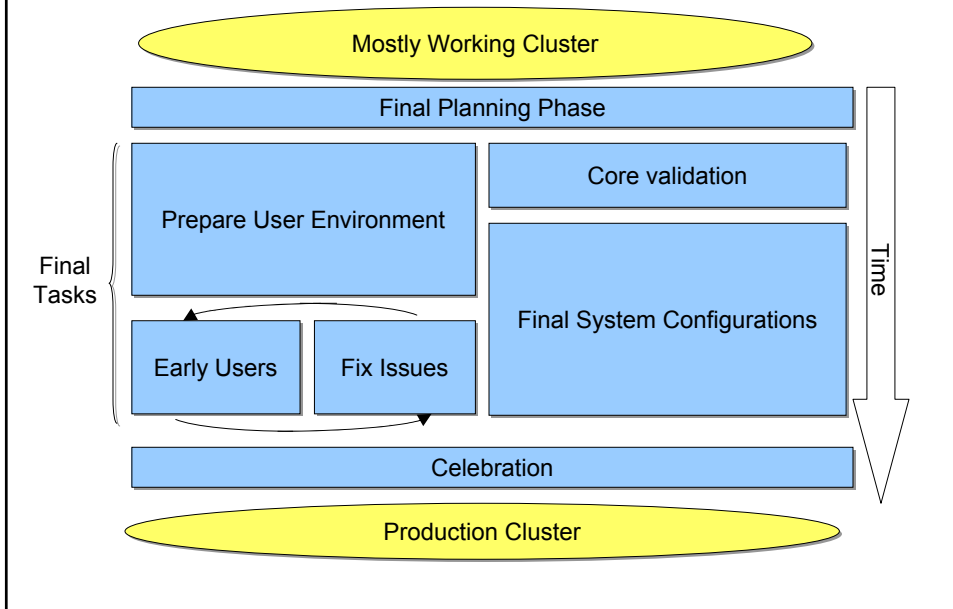 Mostly Working Cluster
Final Planning Phase
Prepare User Environment
Core validation
Final
Tasks
Time
Final System Configurations
Early Users
Fix Issues
Celebration
Production Cluster